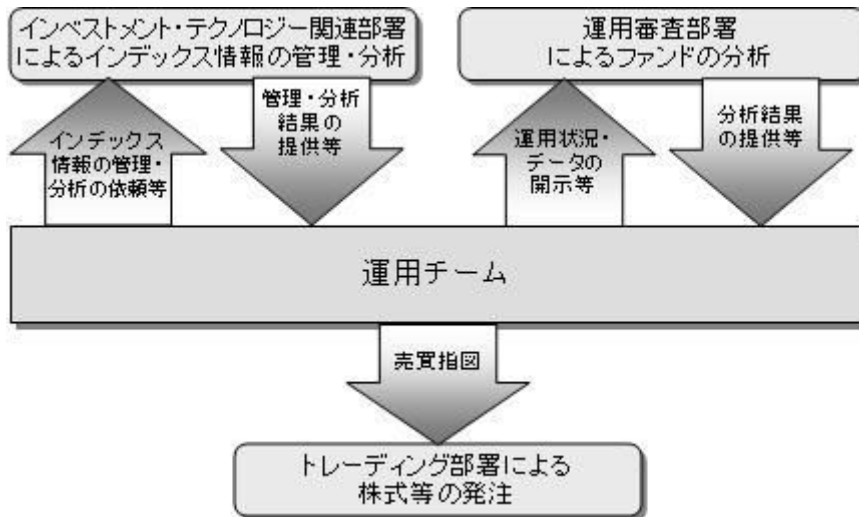 インベストメント・テクノロジー関連部署
によるインデックス情報の管理・分析
運用審査部署
によるファンドの分析
インデックス
情報の管理・
分析の依頼等
管理・分析
結果の
提供等
運用状況・
データの
開示等
分析結果
の提供等
運用チーム
売買指図
トレーディング部署による
株式等の発注